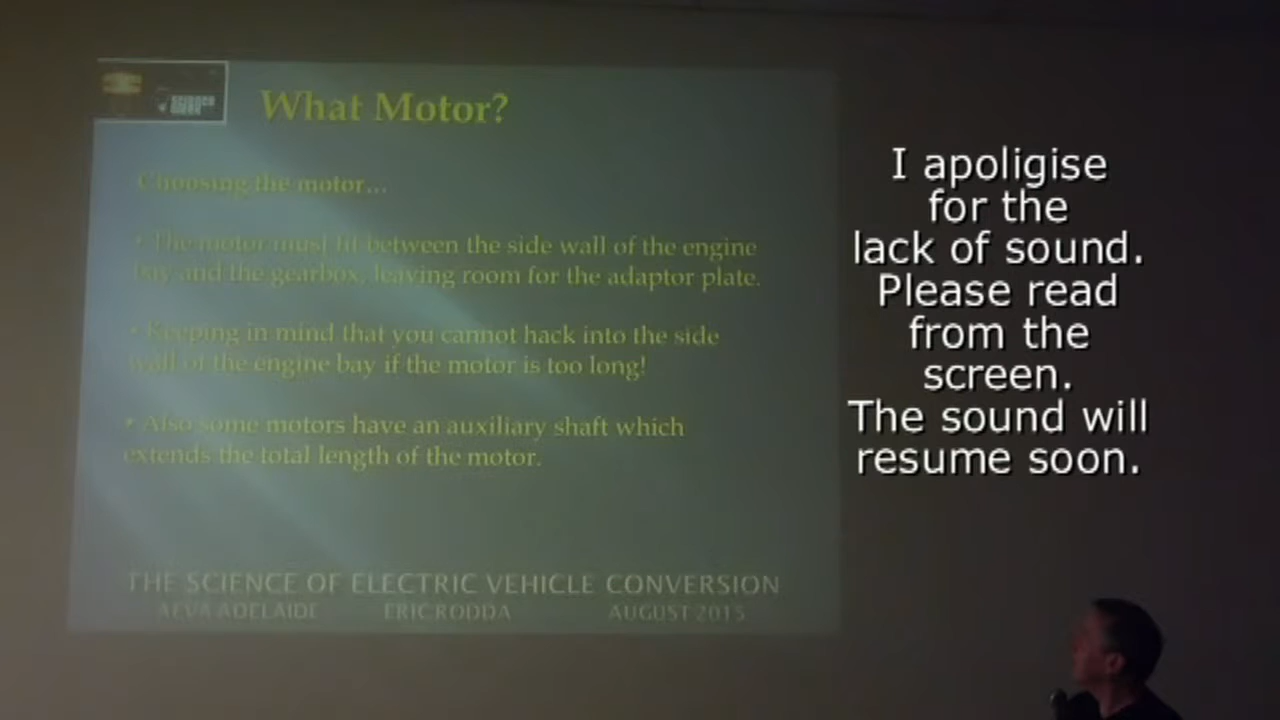 SCIENCE
WEEK
What Motor?
Choosing the motor...
• The motor must fit between the side wall of the engine
bay and the gearbox, leaving room for the adaptor plate.
• Keeping in mind that you cannot hack into the side
wall of the engine bay if the motor is too long!
• Also some motors have an auxiliary shaft which
extends the total length of the motor.
THE SCIENCE OF ELECTRIC VEHICLE CONVERSION
AEVA ADELAIDE ERIC RODDA AUGUST 2015
I apoligise
for the
lack of sound.
Please read
from the
screen.
The sound will
resume soon.